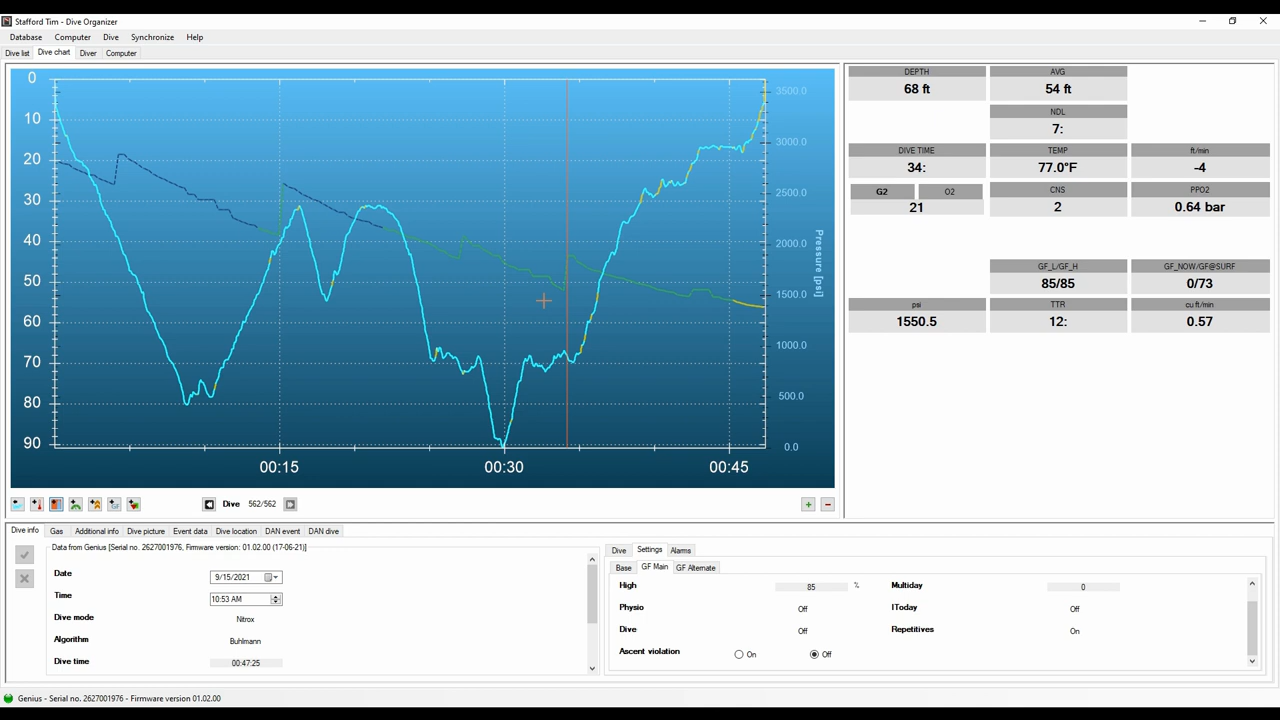 Stafford Tim - Dive Organizer
Database Computer Dive Synchronize Help
Dive list Dive chart Diver Computer
0
10
20
30
40
50
60
70
80
90
3500.0
3000.0
2500.0
2000.0
1500.0
1000.0
500.0
0.0
Pressure [psi]
00:15 00:30 00:45
DEPTH AVG
68 ft 54 ft
NDL
7:
DIVE TIME TEMP ft/min
34: 77.0°F -4
G2 O2 CNS PPO2
21 2 0.64 bar
GF_L/GF_H GF_NOW/GF@SURF
85/85 0/73
psi TTR cu ft/min
1550.5 12: 0.57
Dive 562/562
Dive info Gas Additional info Dive picture Event data Dive location DAN event DAN dive
Data from Genius [Serial no. 2627001976, Firmware version: 01.02.00 (17-06-21)]
Date 9/15/2021
Time 10:53 AM
Dive mode Nitrox
Algorithm Buhlmann
Dive time 00:47:25
Dive Settings Alarms
Base GF Main GF Alternate
High 85 % Multiday 0
Physio Off IToday Off
Dive Off Repetitives On
Ascent violation On Off
Genius - Serial no. 2627001976 - Firmware version 01.02.00